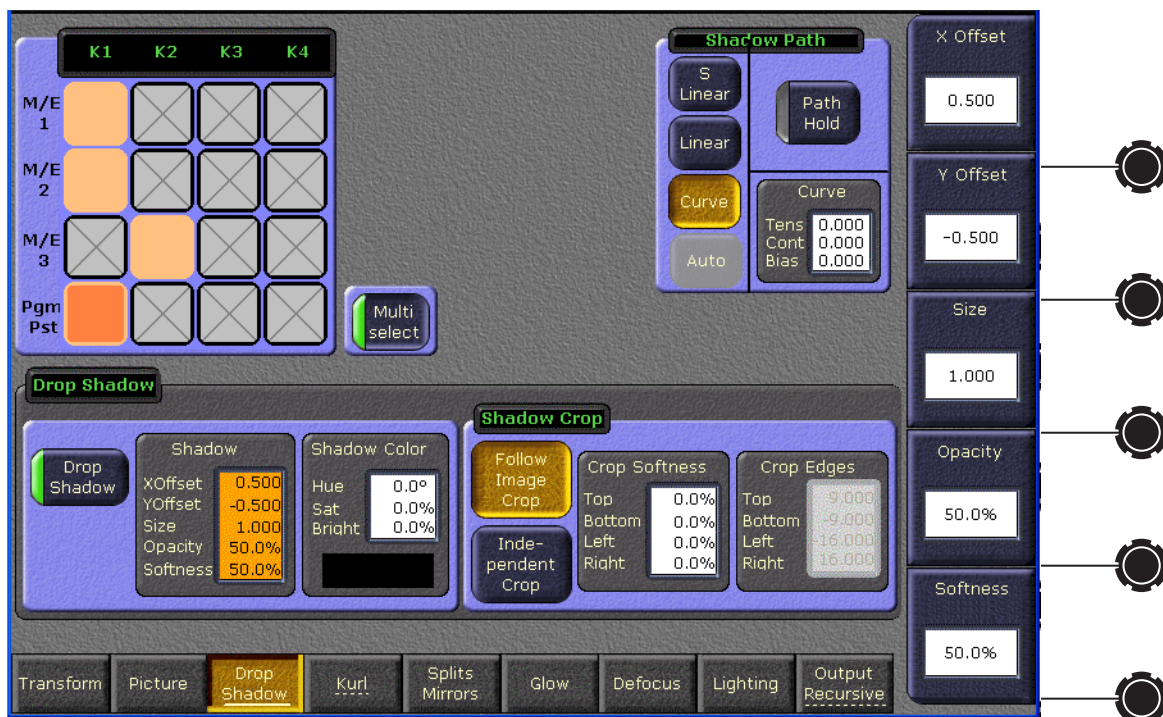 K1 K2 K3 K4
M/E
1
M/E
2
M/E
3
Pgm
Pst
Multi
select
Shadow Path
S
Linear
Linear
Curve
Auto
Path
Hold
Curve
Tens 0.000
Cont 0.000
Bias 0.000
X Offset
0.500
Y Offset
-0.500
Size
1.000
Opacity
50.0%
Softness
50.0%
Drop Shadow
Drop
Shadow
Shadow
XOffset 0.500
YOffset -0.500
Size 1.000
Opacity 50.0%
Softness 50.0%
Shadow Color
Hue 0.0°
Sat 0.0%
Bright 0.0%
Shadow Crop
Follow
Image
Crop
Inde-
pendent
Crop
Crop Softness
Top 0.0%
Bottom 0.0%
Left 0.0%
Right 0.0%
Crop Edges
Top 9.000
Bottom -9.000
Left -16.000
Right 16.000
Transform
Picture
Drop
Shadow
Kurl
Splits
Mirrors
Glow
Defocus
Lighting
Output
Recursive